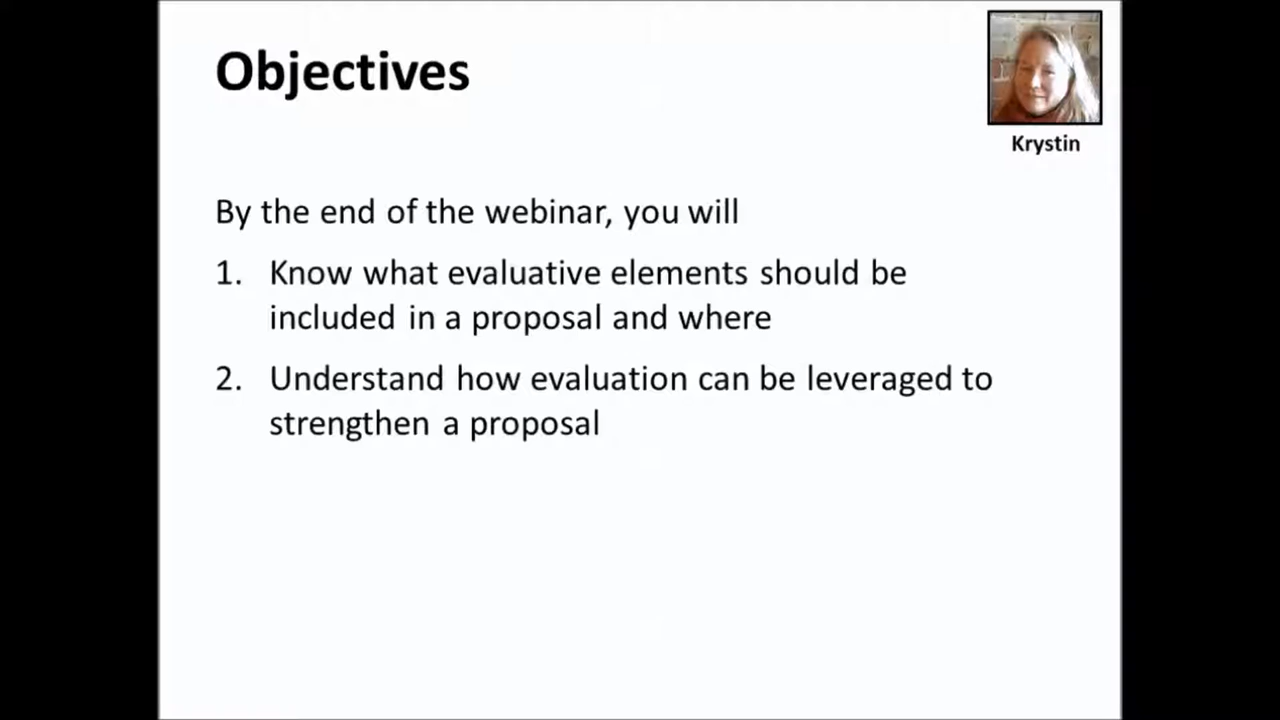 Objectives
Krystin
By the end of the webinar, you will
1. Know what evaluative elements should be
included in a proposal and where
2. Understand how evaluation can be leveraged to
strengthen a proposal